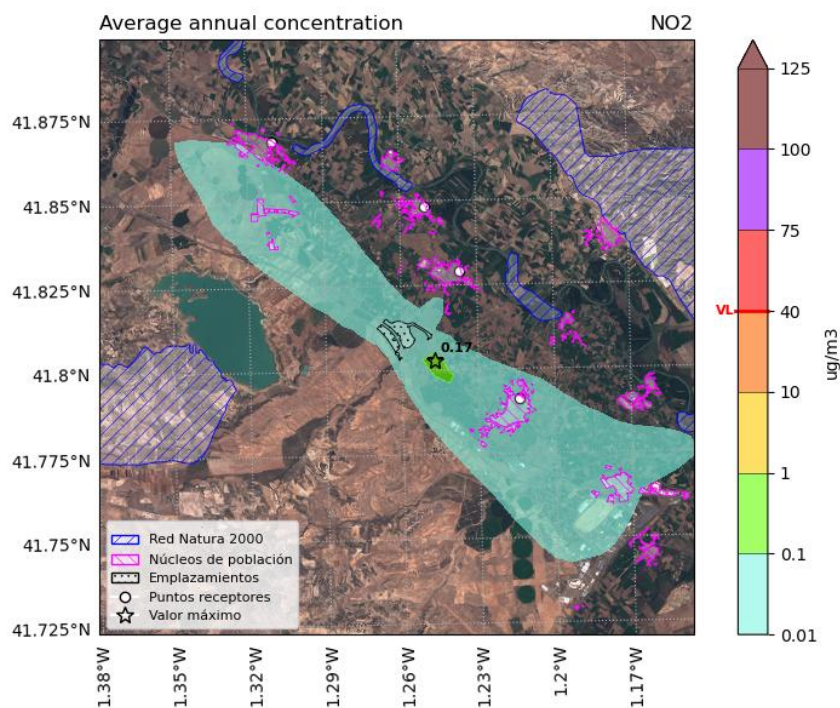 Average annual concentration NO2
41.875°N
41.85°N
41.825°N
41.8°N
41.775°N
41.75°N
41.725°N
0.17
Red Natura 2000
Núcleos de población
Emplazamientos
Puntos receptores
Valor máximo
1.38°W
1.35°W
1.32°W
1.29°W
1.26°W
1.23°W
1.2°W
1.17°W
125
100
75
VL 40
10
1
0.1
0.01
ug/m3